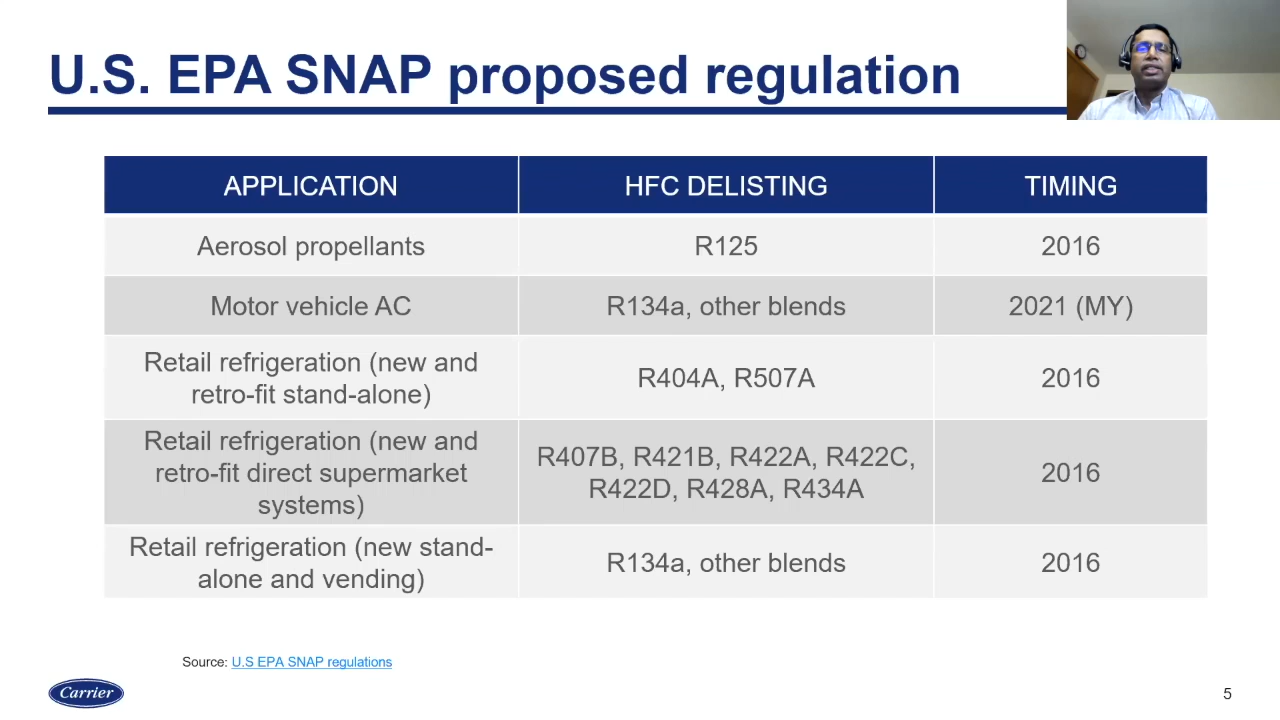 U.S. EPA SNAP proposed regulation
APPLICATION
HFC DELISTING
TIMING
Aerosol propellants
R125
2016
Motor vehicle AC
R134a, other blends
2021 (MY)
Retail refrigeration (new and
retro-fit stand-alone)
R404A, R507A
2016
Retail refrigeration (new and
retro-fit direct supermarket
systems)
R407B, R421B, R422A, R422C,
R422D, R428A, R434A
2016
Retail refrigeration (new stand-
alone and vending)
R134a, other blends
2016
Source: U.S EPA SNAP regulations
Carrier
5